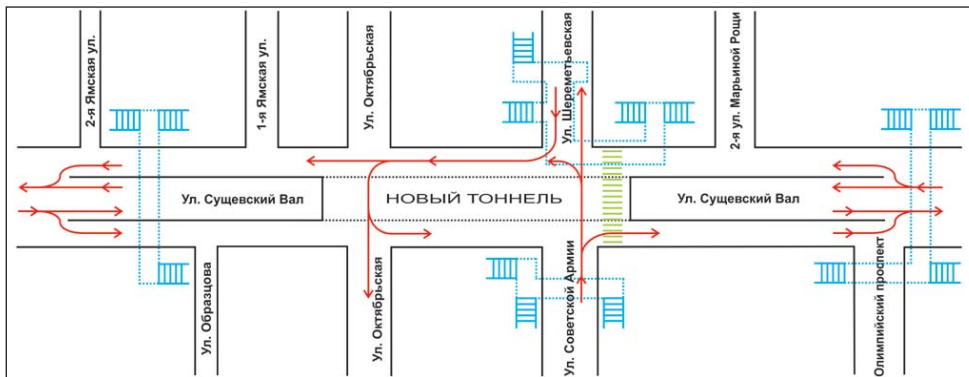 2-я Ямская ул.
1-я Ямская ул.
Ул. Октябрьская
Ул. Шереметьевская
2-я ул. Марьиной Рощи
Ул. Сущевский Вал
НОВЫЙ ТОННЕЛЬ
Ул. Сущевский Вал
Ул. Образцова
Ул. Октябрьская
Ул. Советской Армии
Олимпийский проспект